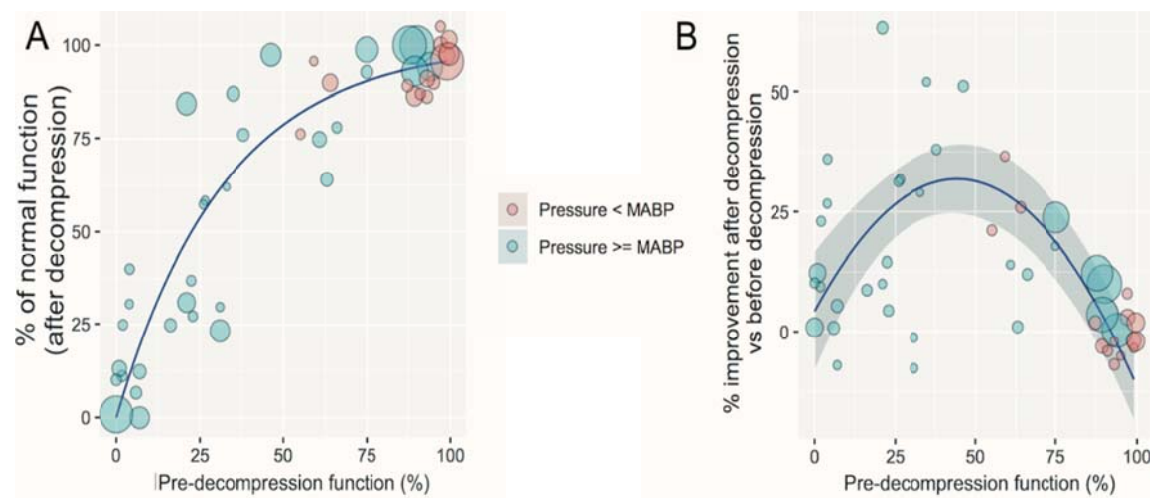 A
% of normal function
(after decompression)
100
75
50
25
0
0 25 50 75 100
Pre-decompression function (%)
Pressure < MABP
Pressure >= MABP
B
% improvement after decompression
vs before decompression
50
25
0
0 25 50 75 100
Pre-decompression function (%)